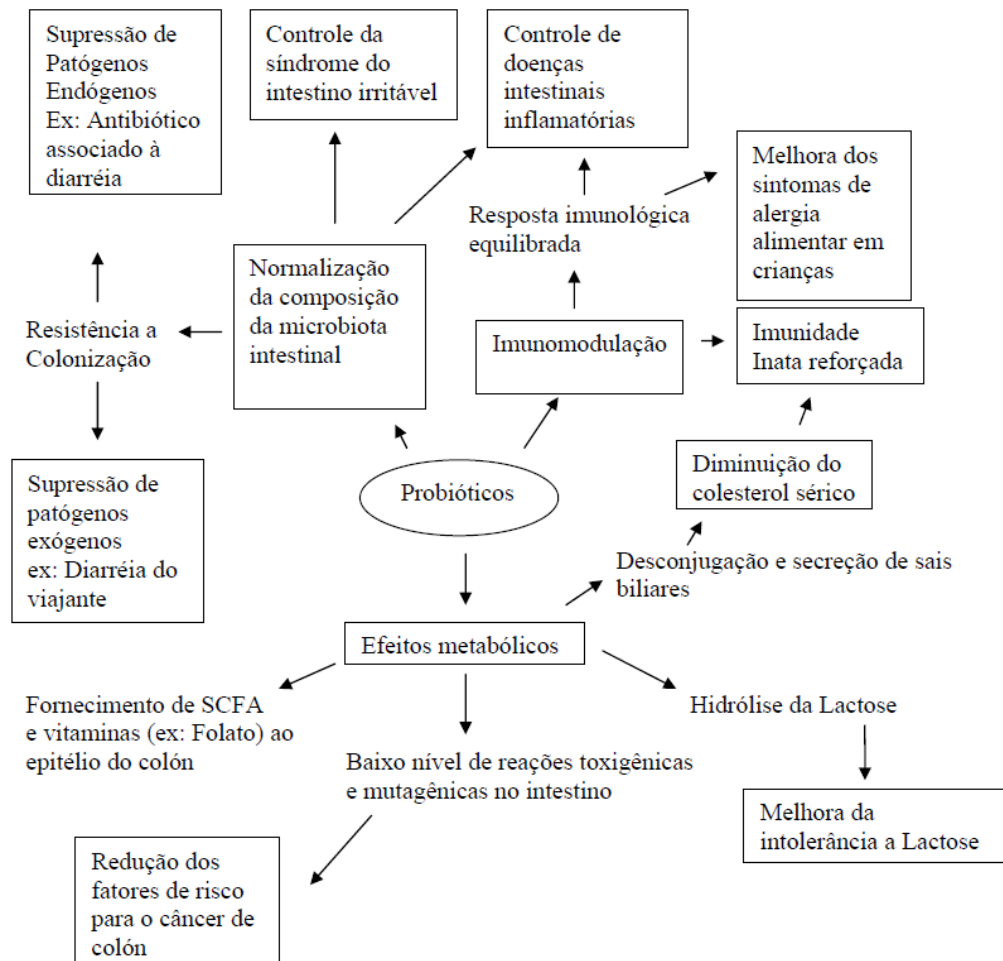 Supressão de
Patógenos
Endógenos
Ex: Antibiótico
associado à
diarréia
Controle da
síndrome do
intestino irritável
Controle de
doenças
intestinais
inflamatórias
Melhora dos
sintomas de
alergia
alimentar em
crianças
Resposta imunológica
equilibrada
Normalização
da composição
da microbiota
intestinal
Resistência a
Colonização
Imunomodulação
Imunidade
Inata reforçada
Supressão de
patógenos
exógenos
ex: Diarréia do
viajante
Probióticos
Diminuição do
colesterol sérico
Desconjugação e secreção de sais
biliares
Efeitos metabólicos
Fornecimento de SCFA
e vitaminas (ex: Folato) ao
epitélio do colón
Hidrólise da Lactose
Baixo nível de reações toxigênicas
e mutagênicas no intestino
Melhora da
intolerância a Lactose
Redução dos
fatores de risco
para o câncer de
colón